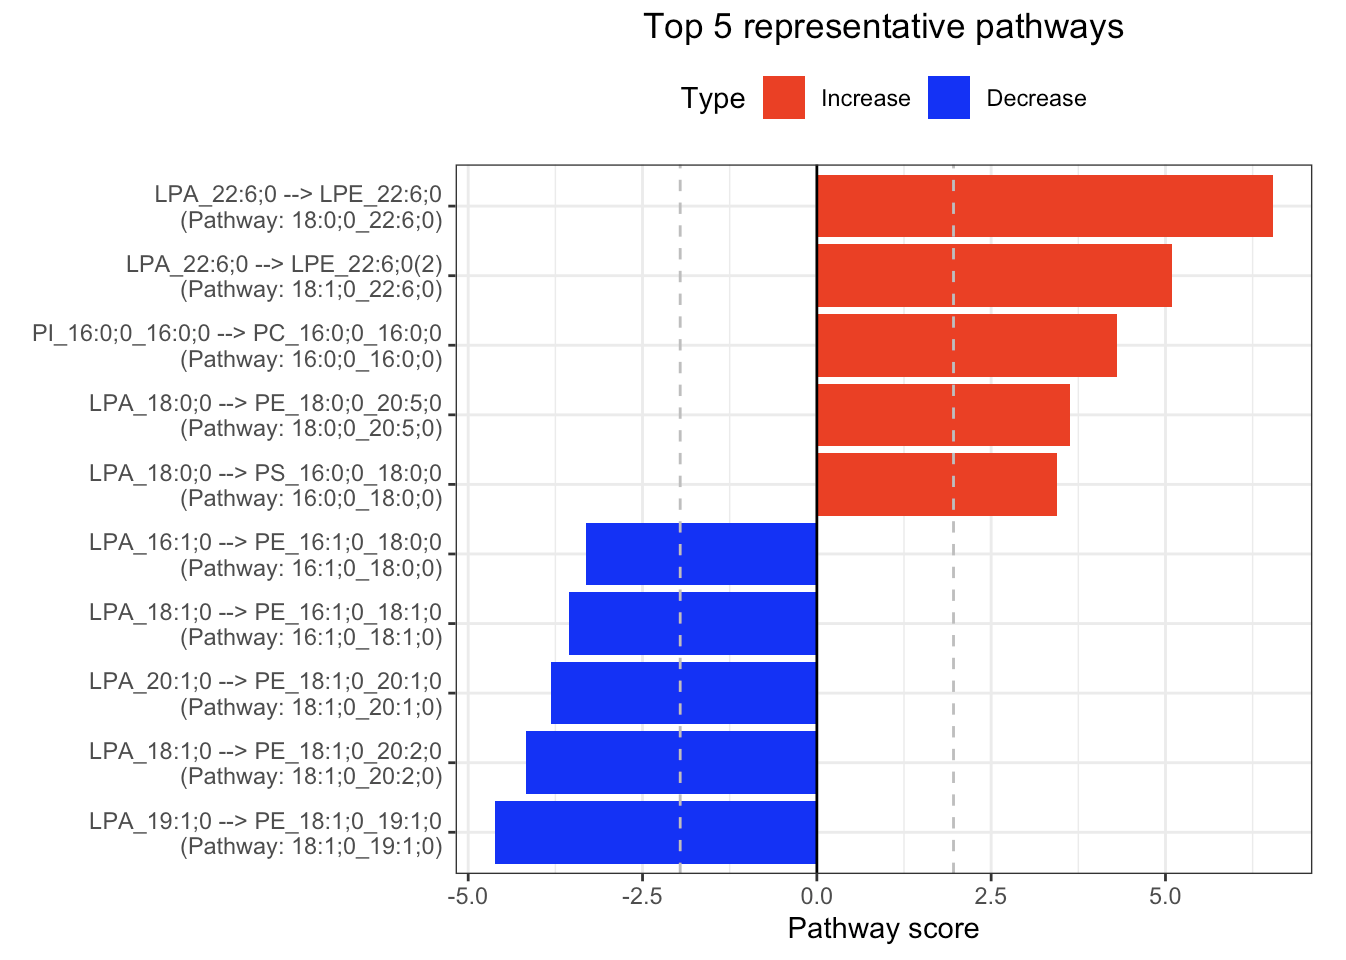 Top 5 representative pathways
Type Increase Decrease
LPA_22:6;0 --> LPE_22:6;0
(Pathway: 18:0;0_22:6;0)
LPA_22:6;0 --> LPE_22:6;0(2)
(Pathway: 18:1;0_22:6;0)
PI_16:0;0_16:0;0 --> PC_16:0;0_16:0;0
(Pathway: 16:0;0_16:0;0)
LPA_18:0;0 --> PE_18:0;0_20:5;0
(Pathway: 18:0;0_20:5;0)
LPA_18:0;0 --> PS_16:0;0_18:0;0
(Pathway: 16:0;0_18:0;0)
LPA_16:1;0 --> PE_16:1;0_18:0;0
(Pathway: 16:1;0_18:0;0)
LPA_18:1;0 --> PE_16:1;0_18:1;0
(Pathway: 16:1;0_18:1;0)
LPA_20:1;0 --> PE_18:1;0_20:1;0
(Pathway: 18:1;0_20:1;0)
LPA_18:1;0 --> PE_18:1;0_20:2;0
(Pathway: 18:1;0_20:2;0)
LPA_19:1;0 --> PE_18:1;0_19:1;0
(Pathway: 18:1;0_19:1;0)
-5.0 -2.5 0.0 2.5 5.0
Pathway score